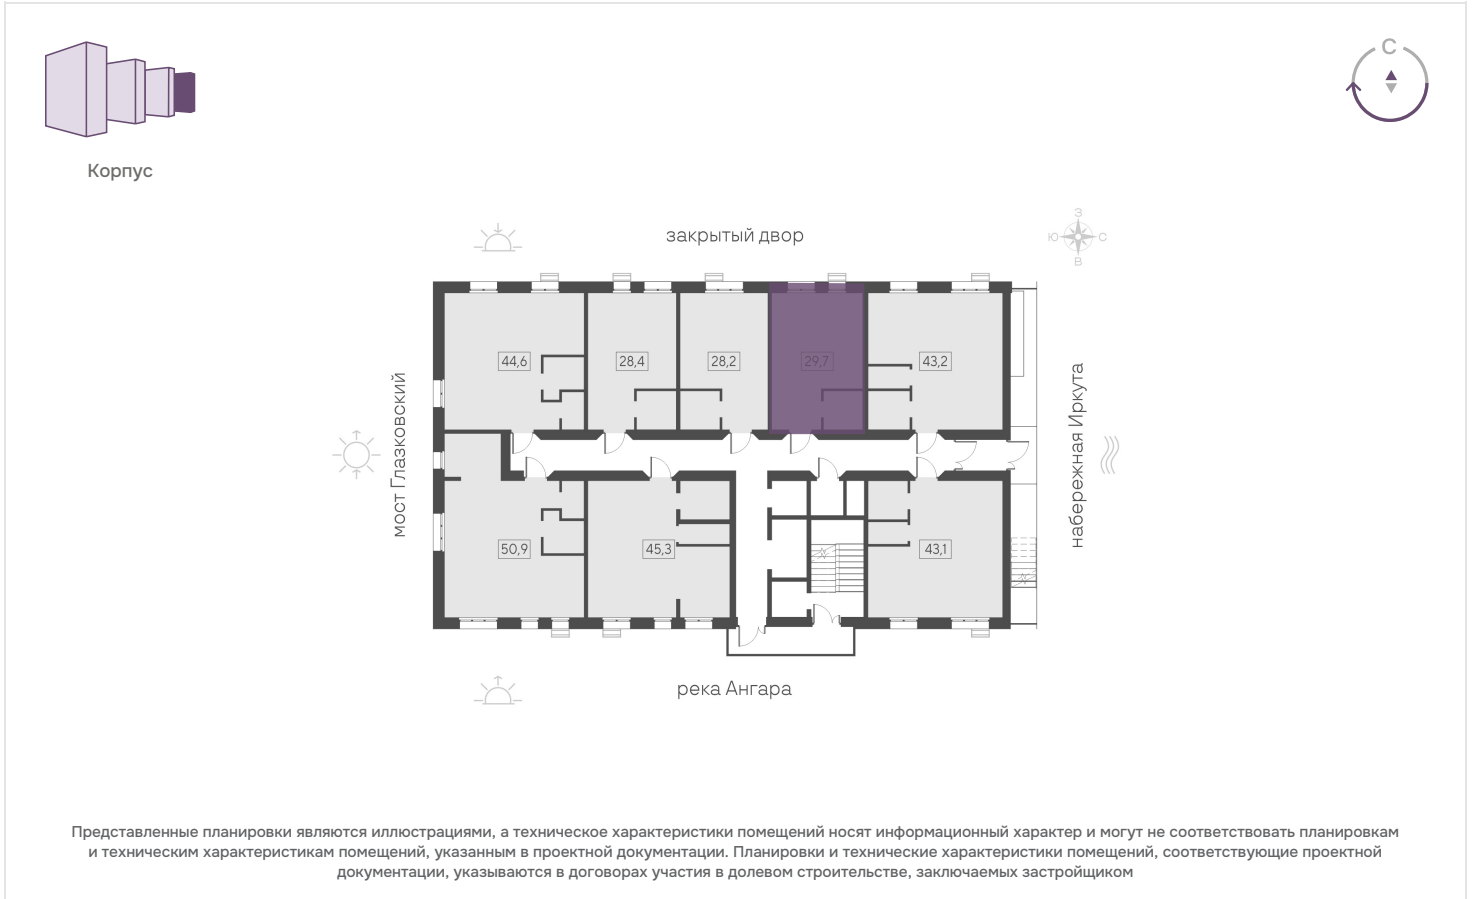 С
Корпус
закрытый двор
З
Ю
С
В
44,6
28,4
28,2
29,7
43,2
мост Глазковский
набережная Иркута
50,9
45,3
43,1
река Ангара
Представленные планировки являются иллюстрациями, а техническое характеристики помещений носят информационный характер и могут не соответствовать планировкам
и техническим характеристикам помещений, указанным в проектной документации. Планировки и технические характеристики помещений, соответствующие проектной
документации, указываются в договорах участия в долевом строительстве, заключаемых застройщиком